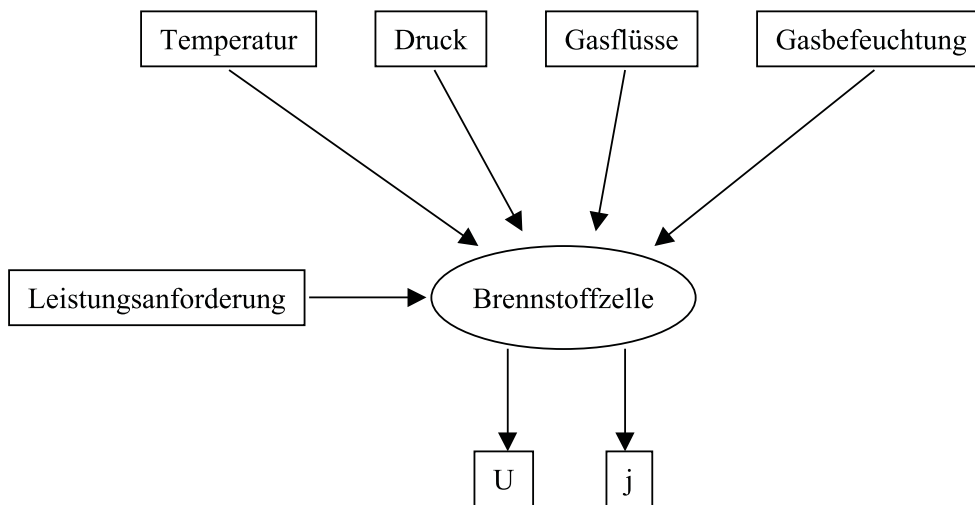 Temperatur
Druck
Gasflüsse
Gasbefeuchtung
Leistungsanforderung
Brennstoffzelle
U
j